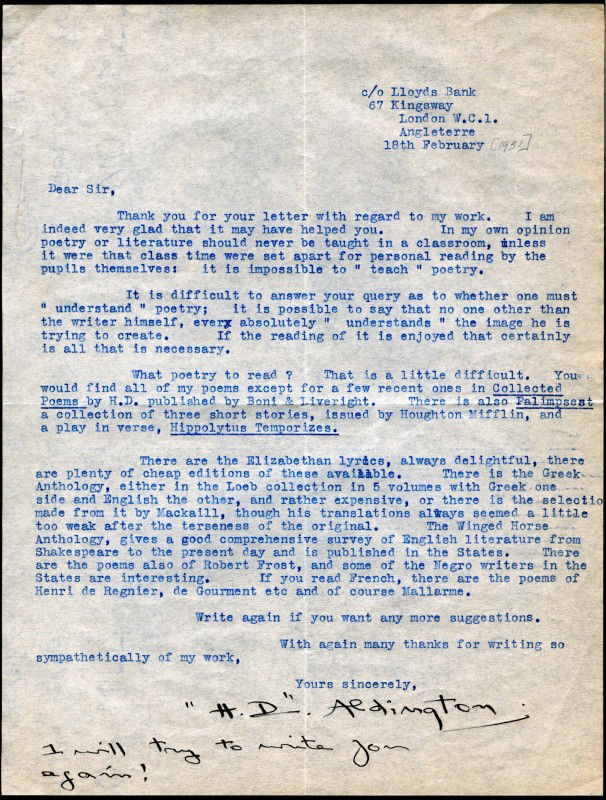 c/o Lloyds Bank
67 Kingsway
London W.C.1.
Angleterre
18th February [1931]
Dear Sir,
Thank you for your letter with regard to my work. I am
indeed very glad that it may have helped you. In my own opinion
poetry or literature should never be taught in a classroom, unless
it were that class time were set apart for personal reading by the
pupils themselves: it is impossible to " teach " poetry.
It is difficult to answer your query as to whether one must
" understand " poetry; it is possible to say that no one other than
the writer himself, every absolutely " understands " the image he is
trying to create. If the reading of it is enjoyed that certainly
is all that is necessary.
What poetry to read ? That is a little difficult. You
would find all of my poems except for a few recent ones in Collected
Poems by H.D. published by Boni & Liveright. There is also Palimpsest
a collection of three short stories, issued by Houghton Mifflin, and
a play in verse, Hippolytus Temporizes.
There are the Elizabethan lyrics, always delightful, there
are plenty of cheap editions of these available. There is the Greek
Anthology, either in the Loeb collection in 5 volumes with Greek one
side and English the other, and rather expensive, or there is the selectio
made from it by Mackaill, though his translations always seemed a little
too weak after the terseness of the original. The Winged Horse
Anthology, gives a good comprehensive survey of English literature from
Shakespeare to the present day and is published in the States. There
are the poems also of Robert Frost, and some of the Negro writers in the
States are interesting. If you read French, there are the poems of
Henri de Regnier, de Gourment etc and of course Mallarme.
Write again if you want any more suggestions.
With again many thanks for writing so
sympathetically of my work,
Yours sincerely,
"H.D". Aldington.
I will try to write you
again!